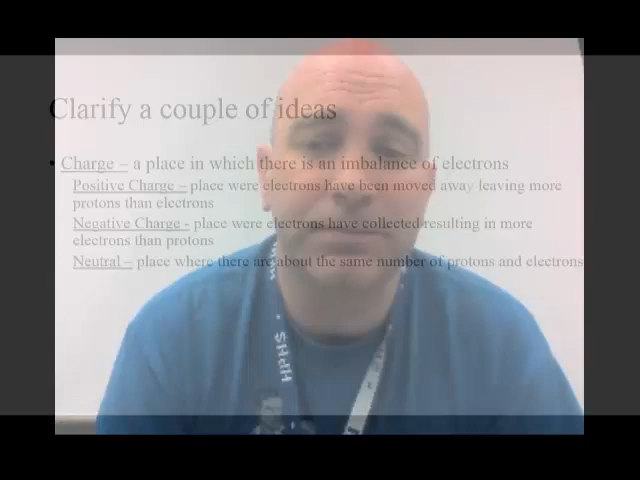 Clarify a couple of ideas
• Charge – a place in which there is an imbalance of electrons
Positive Charge – place were electrons have been moved away leaving more
protons than electrons
Negative Charge - place were electrons have collected resulting in more
electrons than protons
Neutral – place where there are about the same number of protons and electrons
HRHS